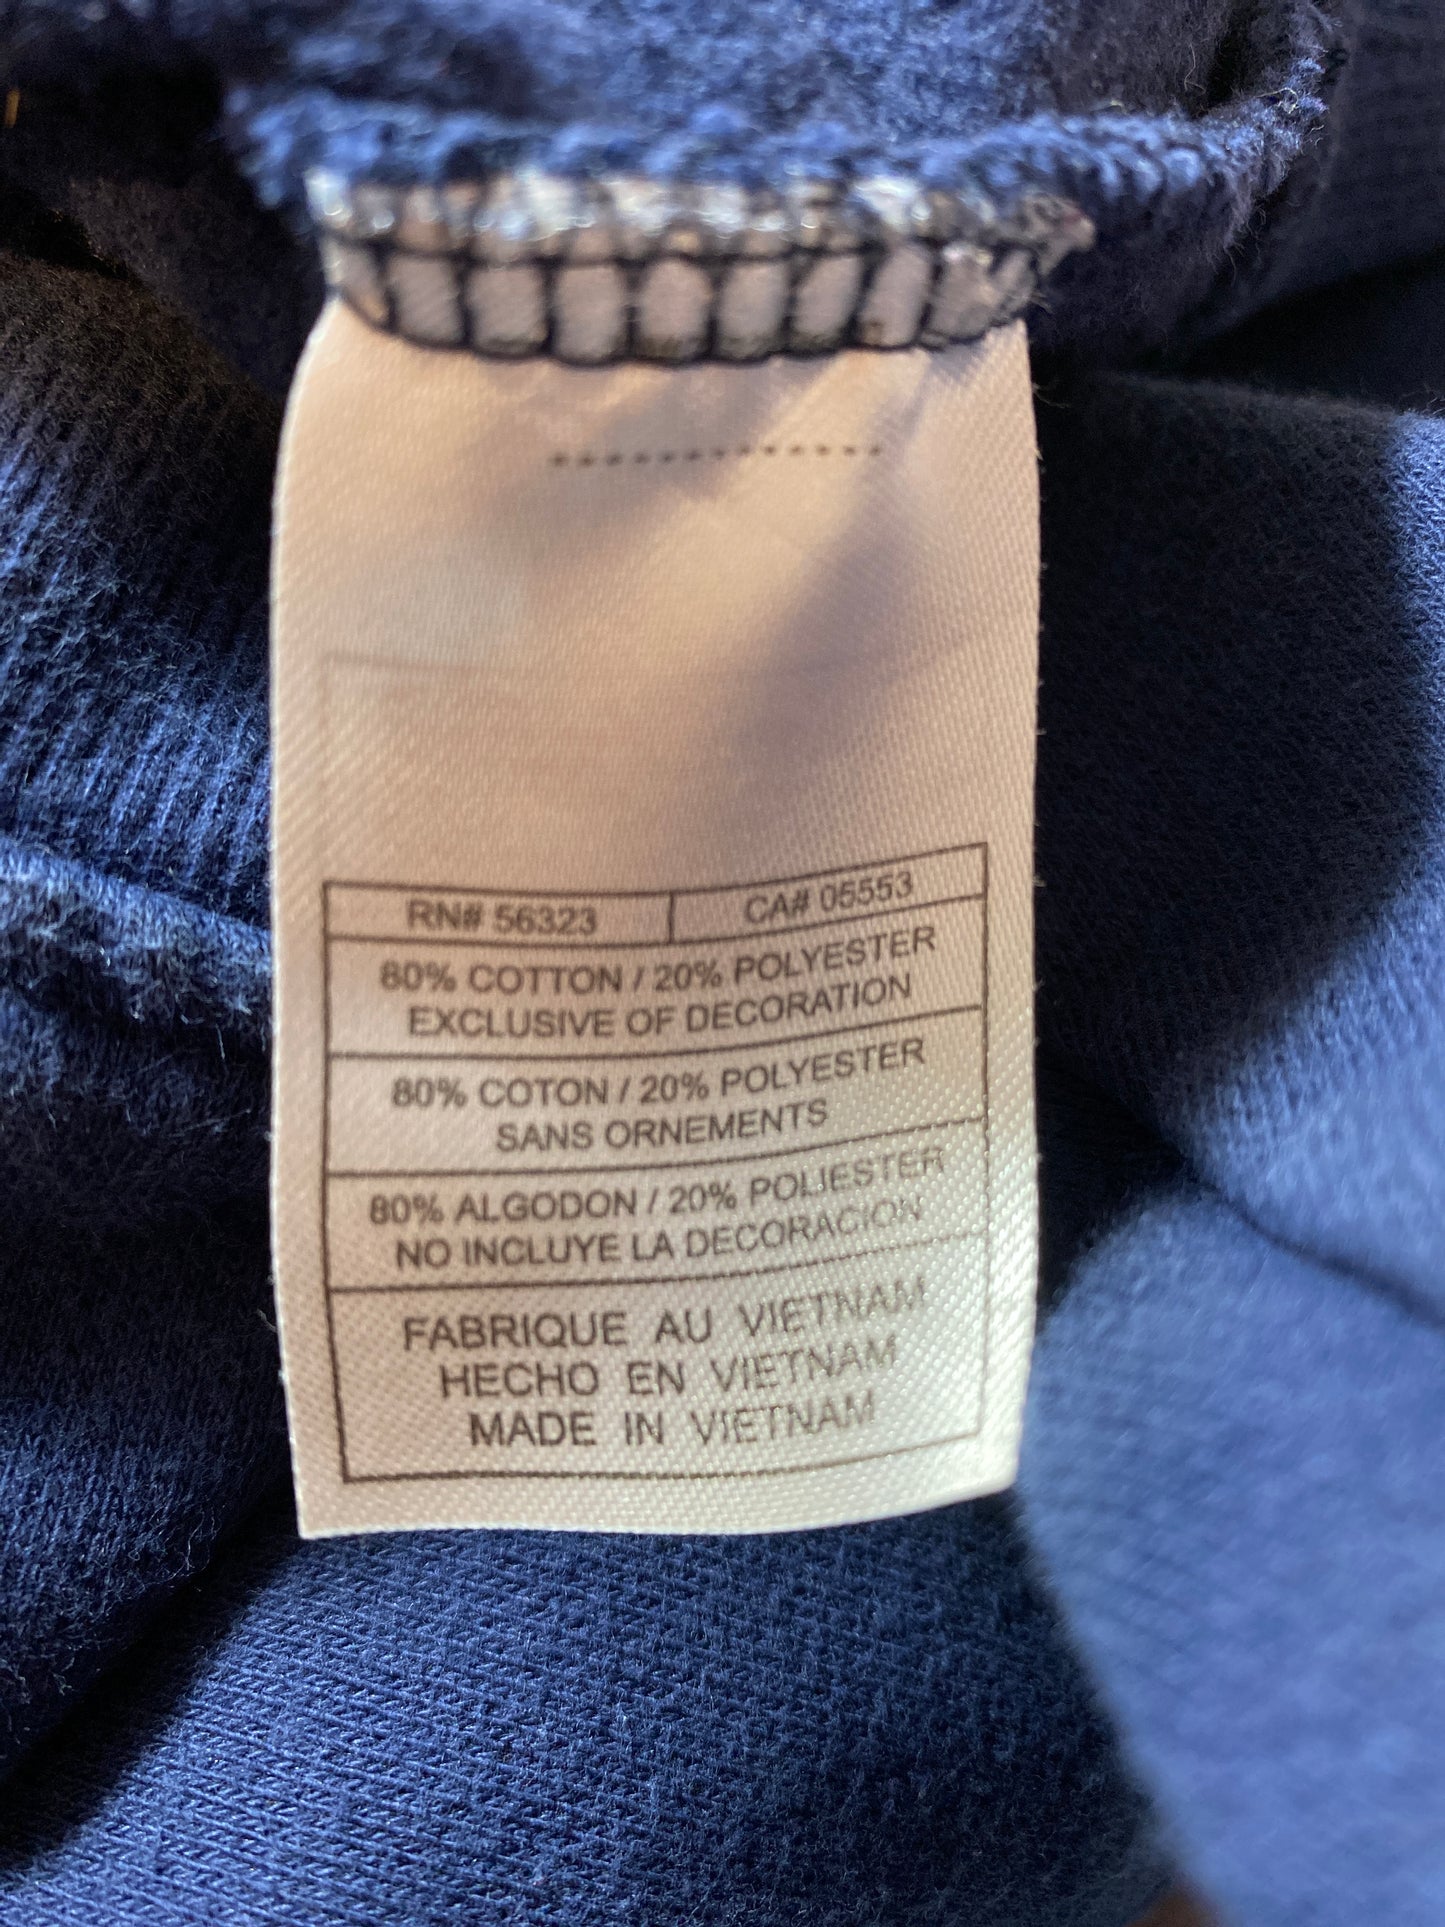 RN# 56323 CA# 05553
80% COTTON / 20% POLYESTER
EXCLUSIVE OF DECORATION
80% COTON / 20% POLYESTER
SANS ORNEMENTS
80% ALGODON / 20% POLIESTER
NO INCLUYE LA DECORACION
FABRIQUE AU VIETNAM
HECHO EN VIETNAM
MADE IN VIETNAM